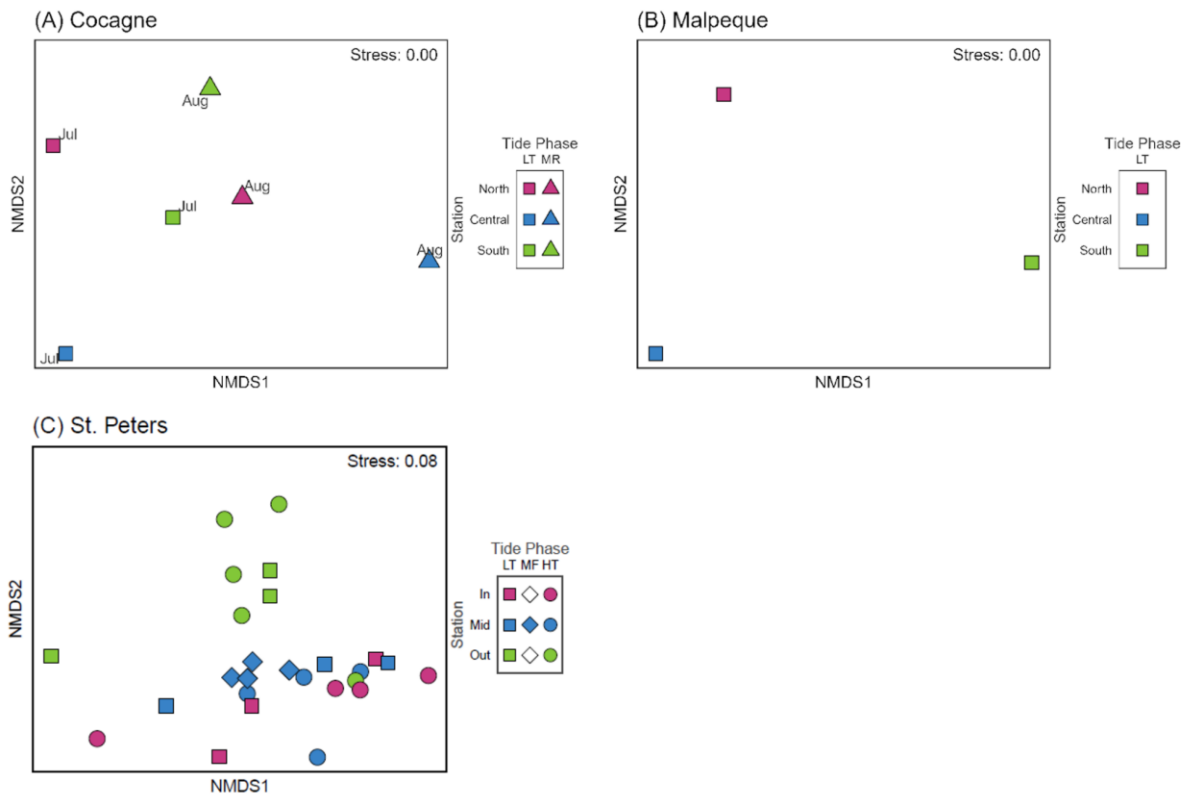 (A) Cocagne
Stress: 0.00
Aug
Jul
Aug
Jul
Aug
Jul
NMDS2
NMDS1
Tide Phase
LT MR
North
Central
South
Station
(B) Malpeque
Stress: 0.00
NMDS2
NMDS1
Tide Phase
LT
North
Central
South
Station
(C) St. Peters
Stress: 0.08
NMDS2
NMDS1
Tide Phase
LT MF HT
In
Mid
Out
Station